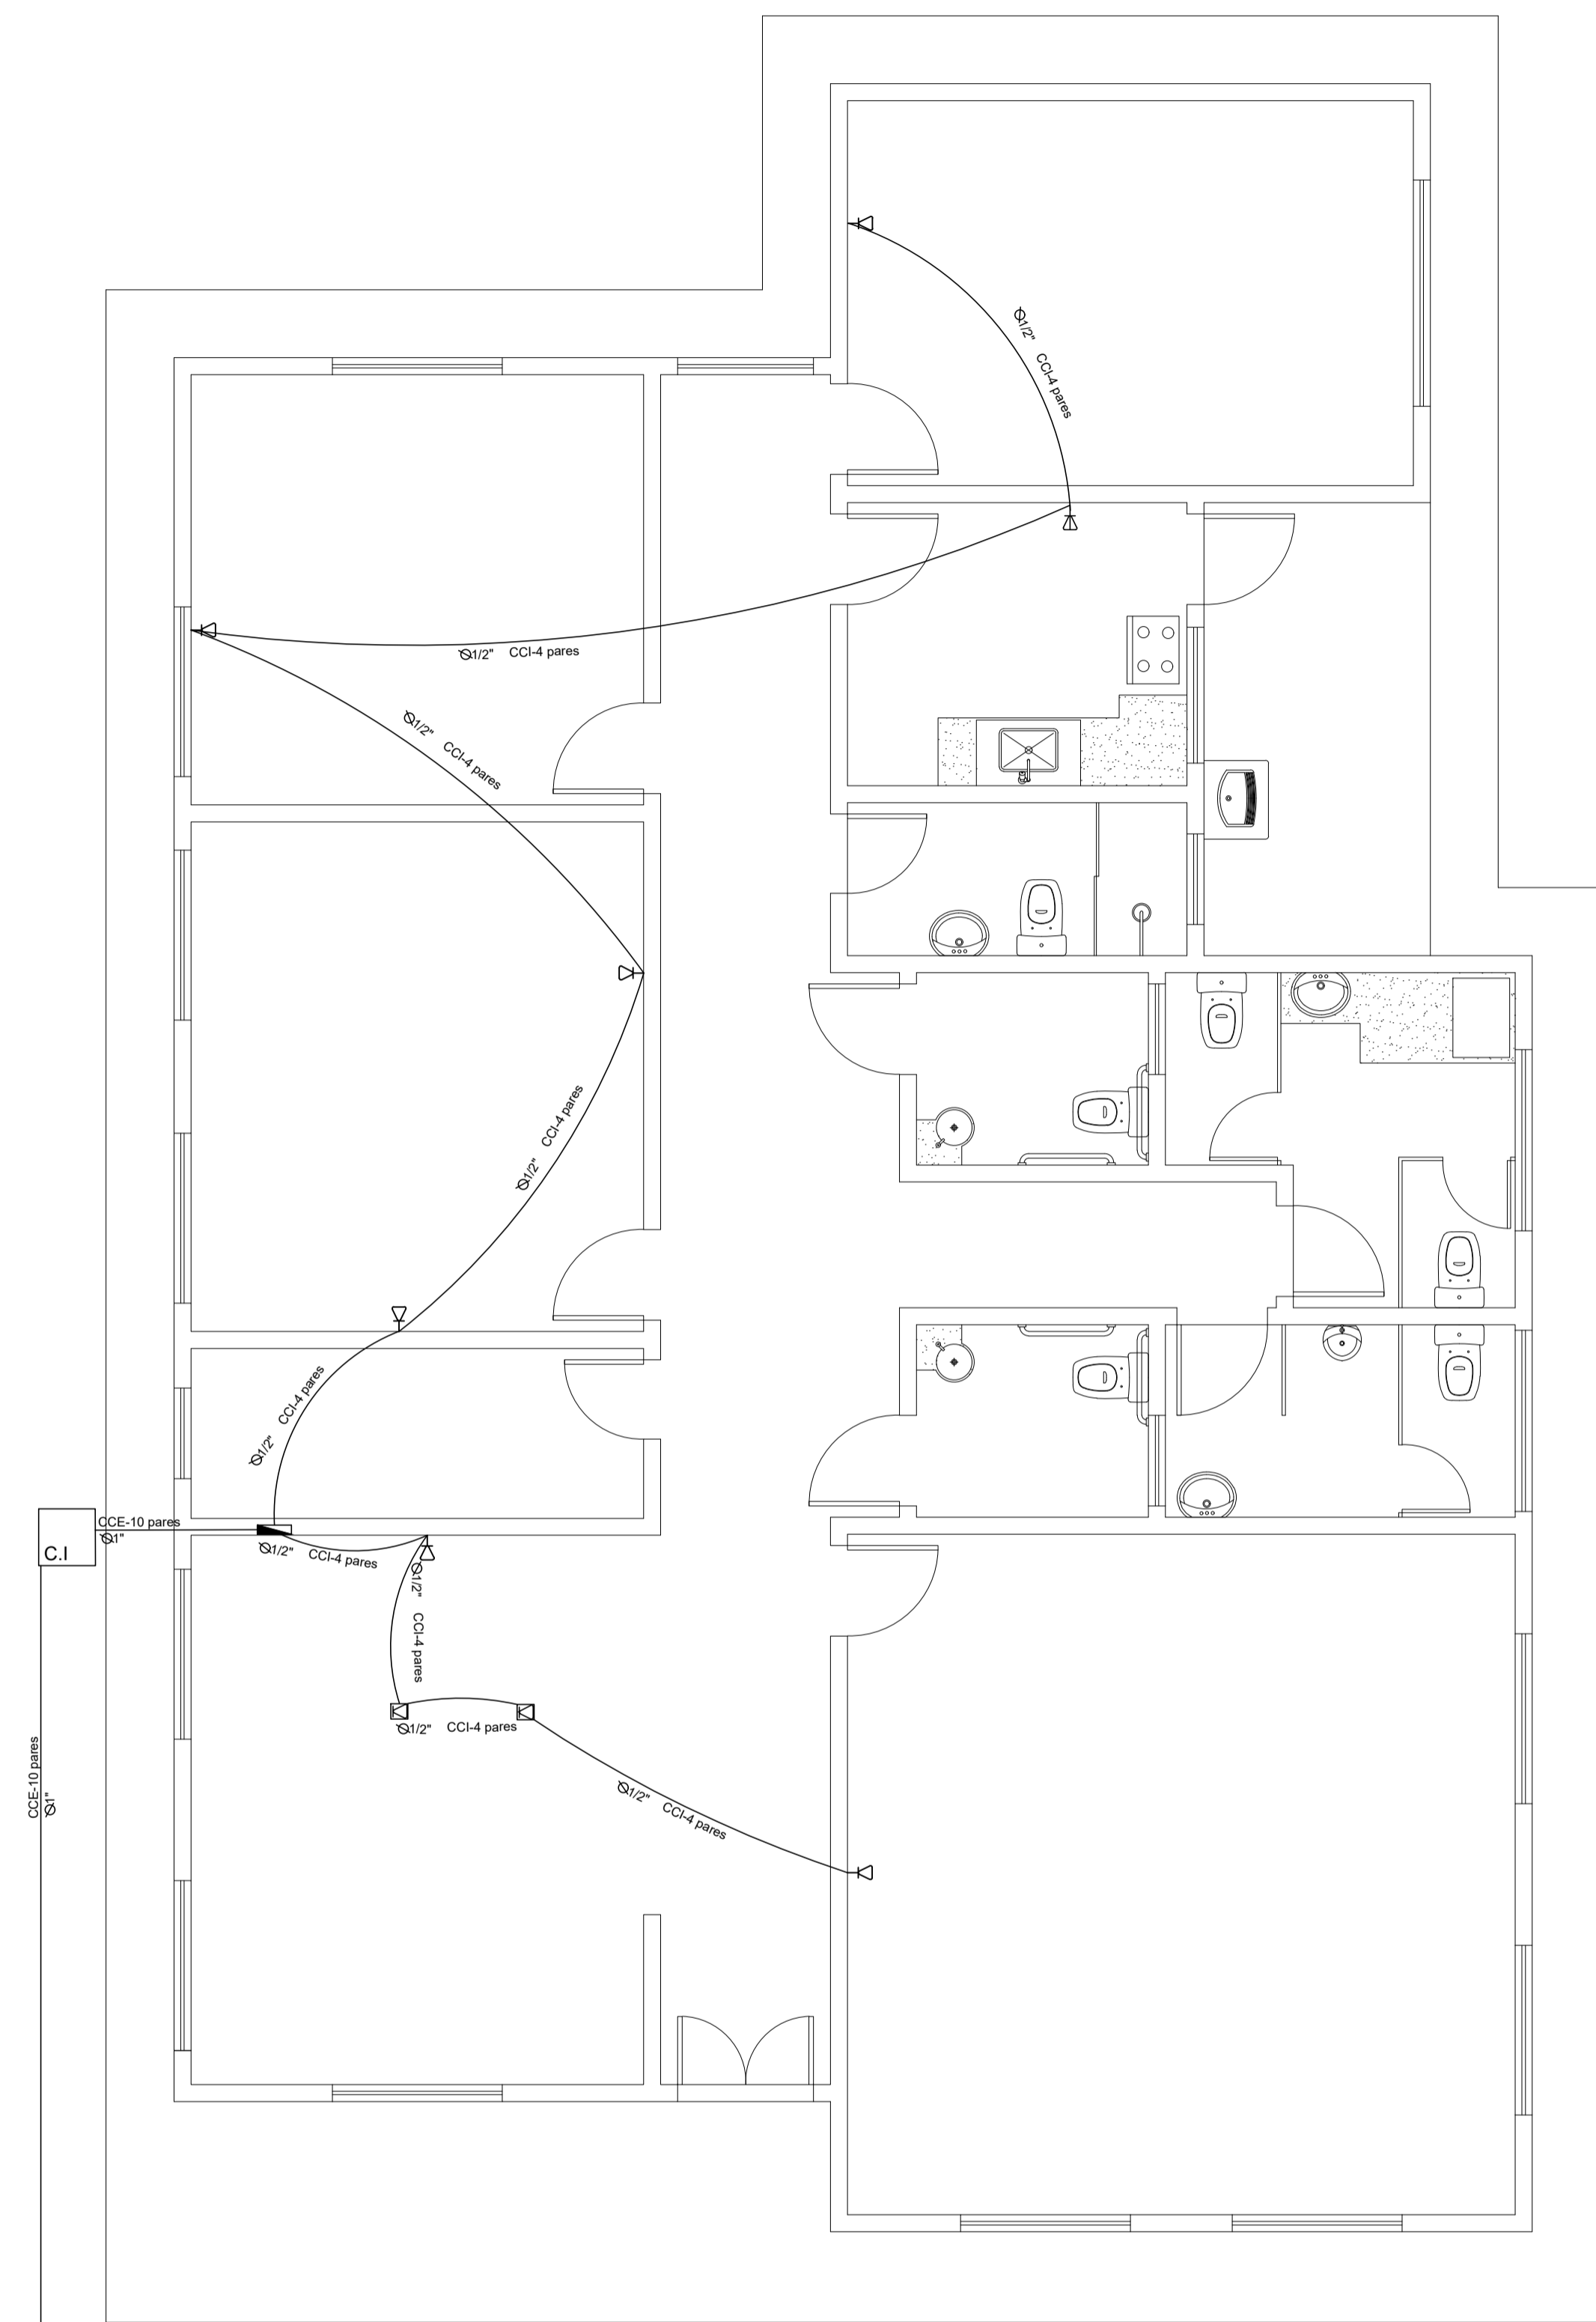 Ø1/2" CCI-4 pares
Ø1/2" CCI-4 pares
Ø1/2" CCI-4 pares
Ø1/2" CCI-4 pares
Ø1/2" CCI-4 pares
CCE-10 pares
Ø1"
C.I
Ø1/2" CCI-4 pares
Ø1/2" CCI-4 pares
Ø1/2" CCI-4 pares
Ø1/2" CCI-4 pares
CCE-10 pares
Ø1"